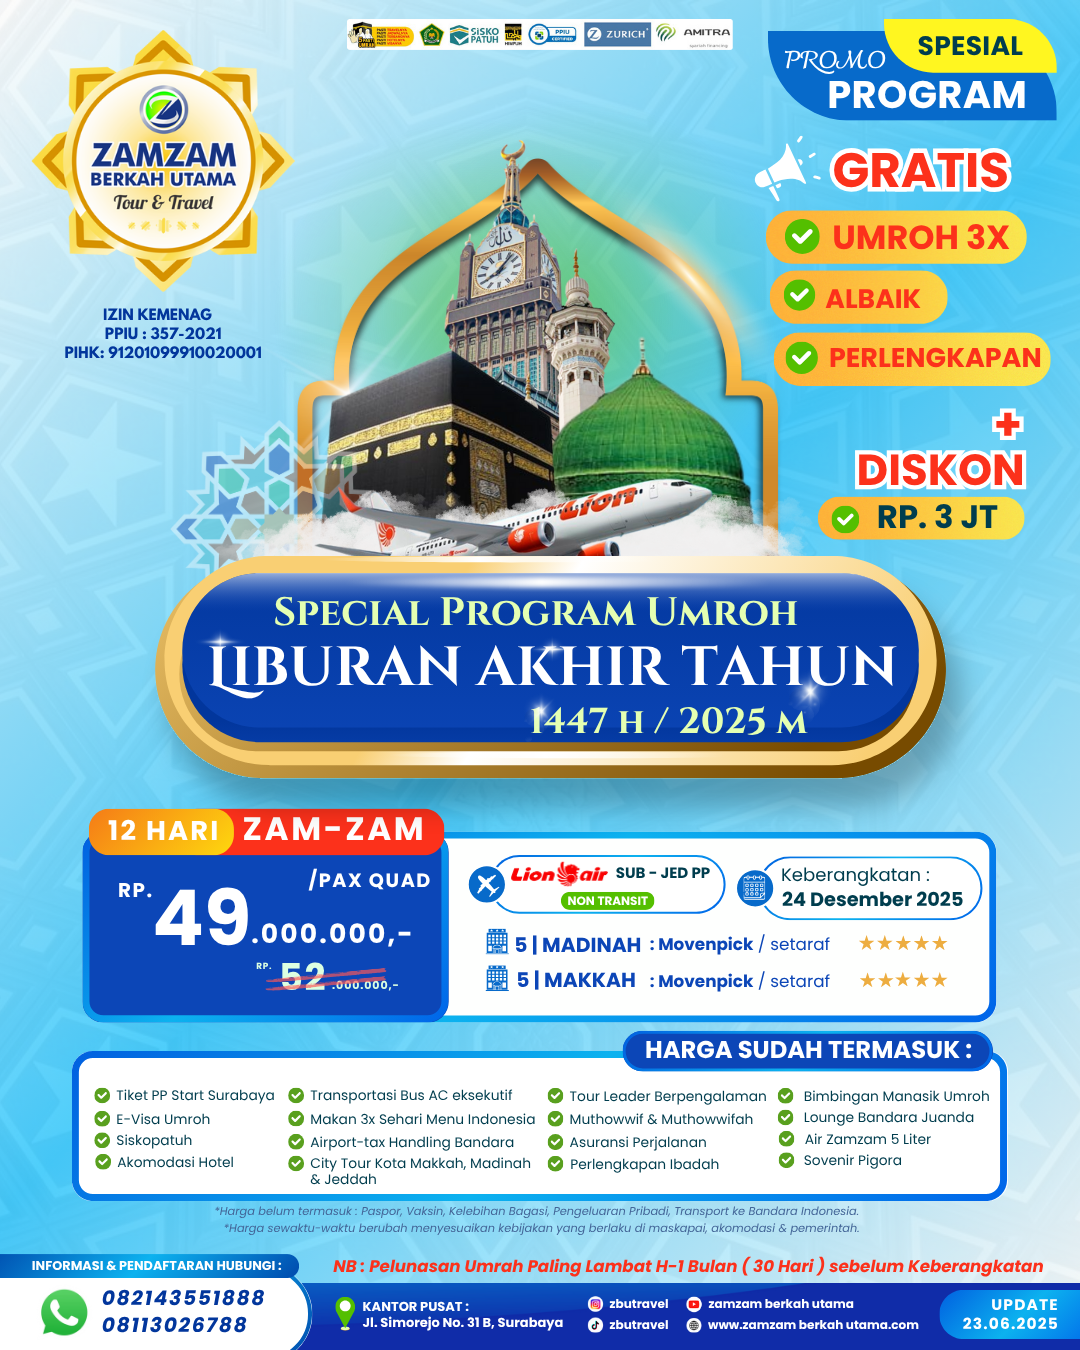 SISKO
PATUH
HIMPUH
PPIU
CERTIFIED
Z ZURICH
AMITRA
syariah financing
ZAMZAM
BERKAH UTAMA
Tour & Travel
IZIN KEMENAG
PPIU : 357-2021
PIHK: 91201099910020001
PROMO
SPESIAL
PROGRAM
GRATIS
UMROH 3X
ALBAIK
PERLENGKAPAN
+
DISKON
RP. 3 JT
Lion
SPECIAL PROGRAM UMROH
LIBURAN AKHIR TAHUN
1447 H / 2025 M
12 HARI ZAM-ZAM
/PAX QUAD
RP. 49.000.000,-
RP. 52.000.000,-
Lion air SUB - JED PP
NON TRANSIT
Keberangkatan :
24 Desember 2025
5 | MADINAH : Movenpick / setaraf
5 | MAKKAH : Movenpick / setaraf
HARGA SUDAH TERMASUK :
Tiket PP Start Surabaya
E-Visa Umroh
Siskopatuh
Akomodasi Hotel
Transportasi Bus AC eksekutif
Makan 3x Sehari Menu Indonesia
Airport-tax Handling Bandara
City Tour Kota Makkah, Madinah
& Jeddah
Tour Leader Berpengalaman
Muthowwif & Muthowwifah
Asuransi Perjalanan
Perlengkapan Ibadah
Bimbingan Manasik Umroh
Lounge Bandara Juanda
Air Zamzam 5 Liter
Sovenir Pigora
*Harga belum termasuk : Paspor, Vaksin, Kelebihan Bagasi, Pengeluaran Pribadi, Transport ke Bandara Indonesia.
*Harga sewaktu-waktu berubah menyesuaikan kebijakan yang berlaku di maskapai, akomodasi & pemerintah.
INFORMASI & PENDAFTARAN HUBUNGI :
NB : Pelunasan Umrah Paling Lambat H-1 Bulan ( 30 Hari ) sebelum Keberangkatan
082143551888
08113026788
KANTOR PUSAT :
Jl. Simorejo No. 31 B, Surabaya
zbutravel
zbutravel
zamzam berkah utama
www.zamzam berkah utama.com
UPDATE
23.06.2025